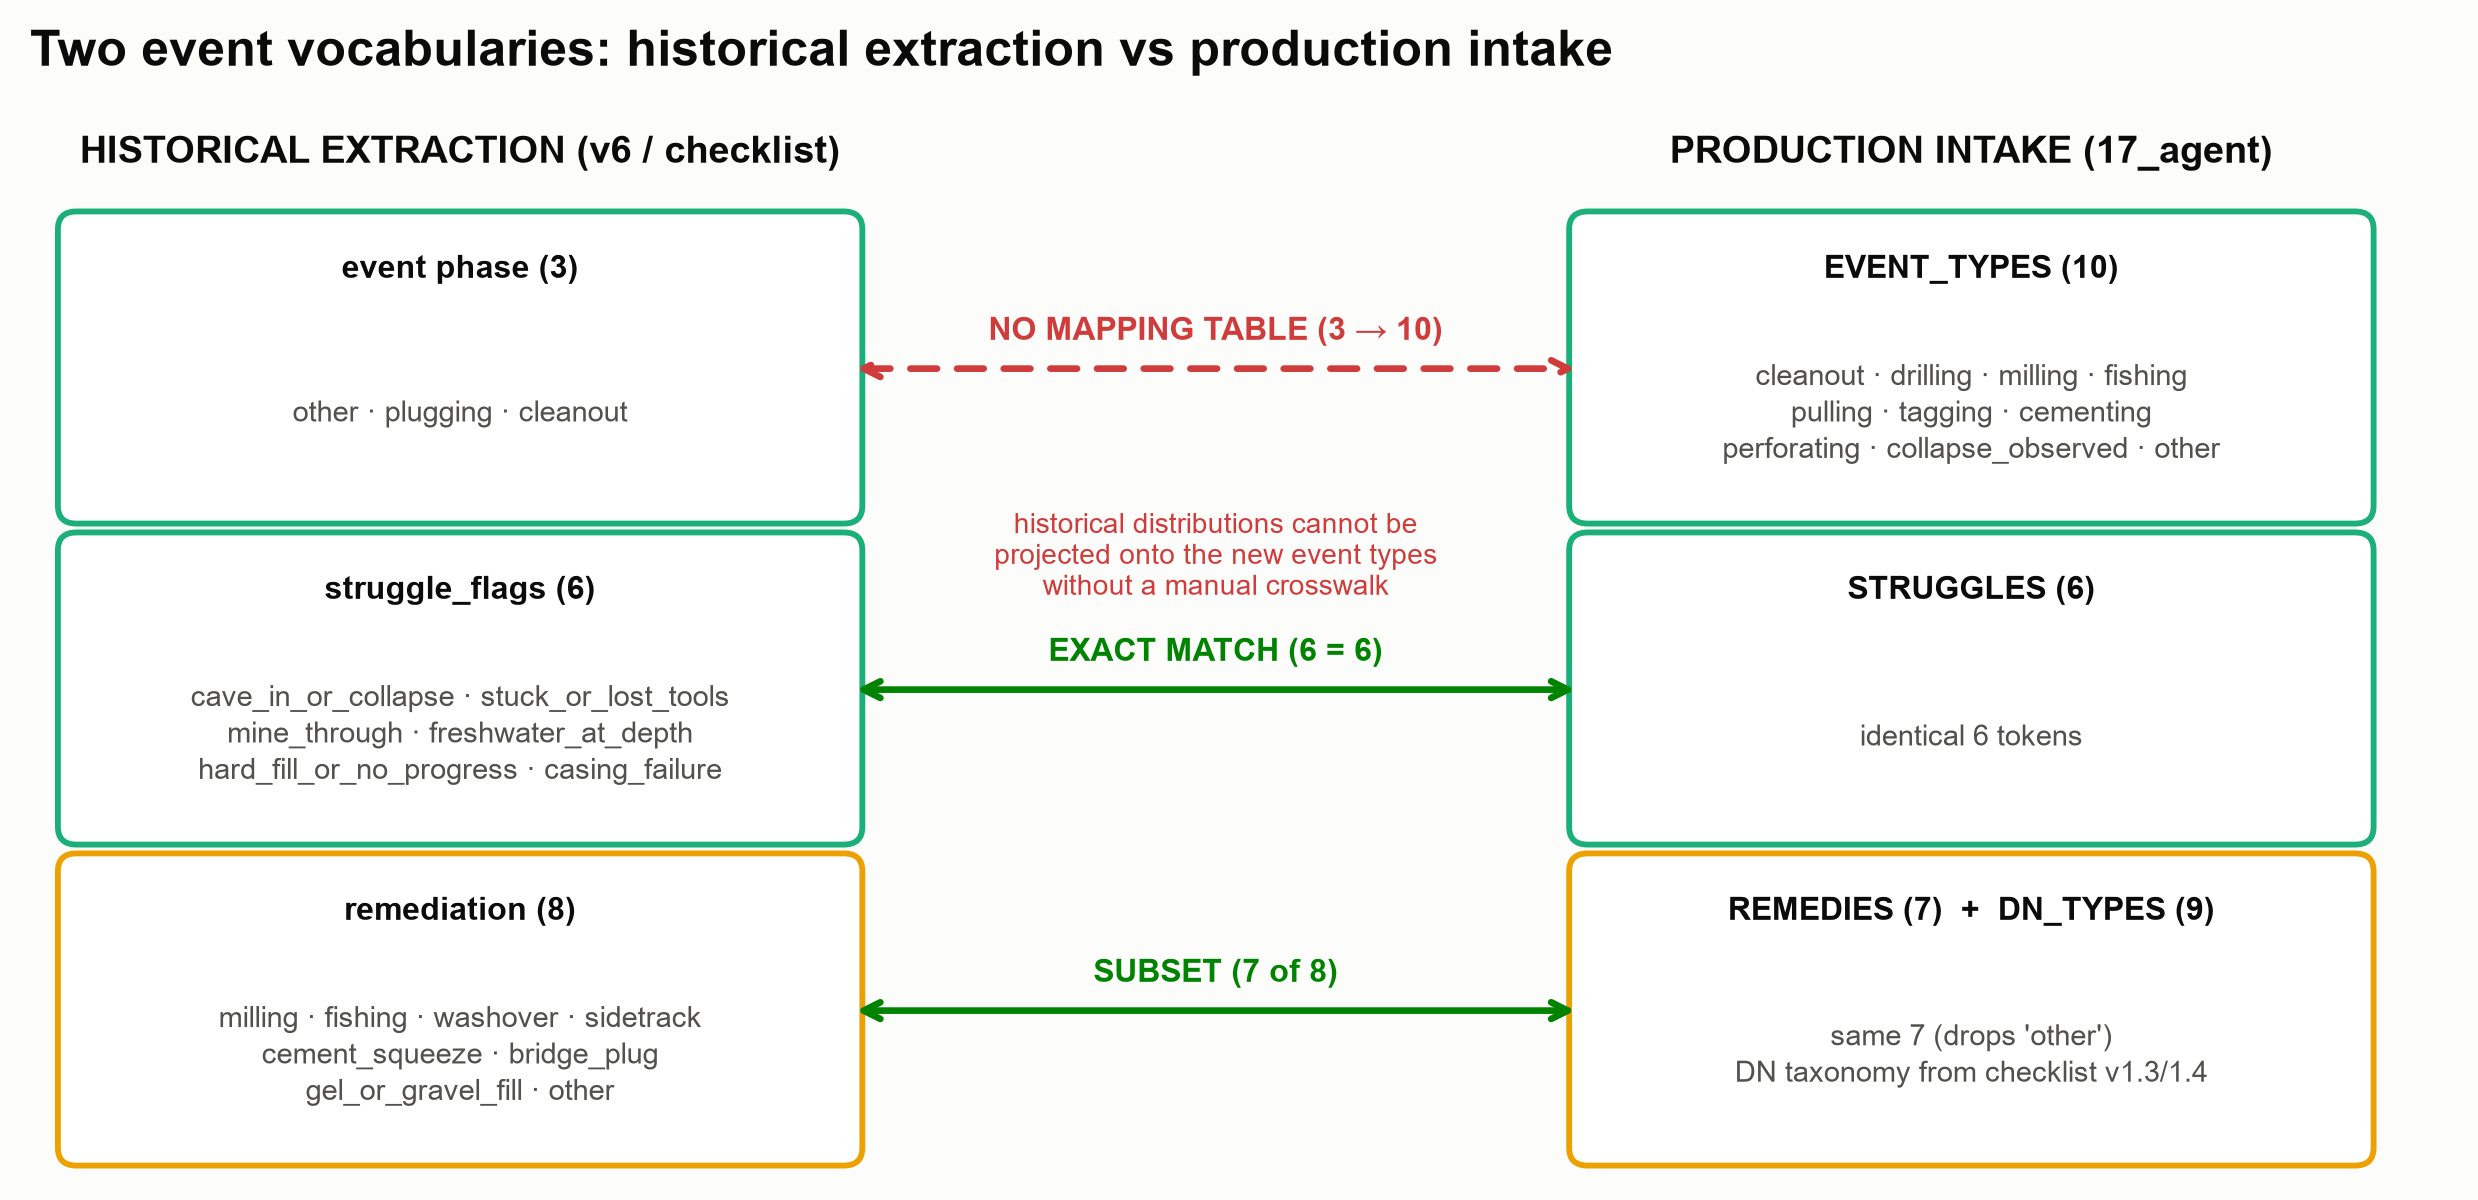 Two event vocabularies: historical extraction vs production intake
HISTORICAL EXTRACTION (v6 / checklist)
event phase (3)
other · plugging · cleanout
struggle_flags (6)
cave_in_or_collapse · stuck_or_lost_tools
mine_through · freshwater_at_depth
hard_fill_or_no_progress · casing_failure
remediation (8)
milling · fishing · washover · sidetrack
cement_squeeze · bridge_plug
gel_or_gravel_fill · other
NO MAPPING TABLE (3 → 10)
historical distributions cannot be
projected onto the new event types
without a manual crosswalk
EXACT MATCH (6 = 6)
SUBSET (7 of 8)
PRODUCTION INTAKE (17_agent)
EVENT_TYPES (10)
cleanout · drilling · milling · fishing
pulling · tagging · cementing
perforating · collapse_observed · other
STRUGGLES (6)
identical 6 tokens
REMEDIES (7) + DN_TYPES (9)
same 7 (drops 'other')
DN taxonomy from checklist v1.3/1.4